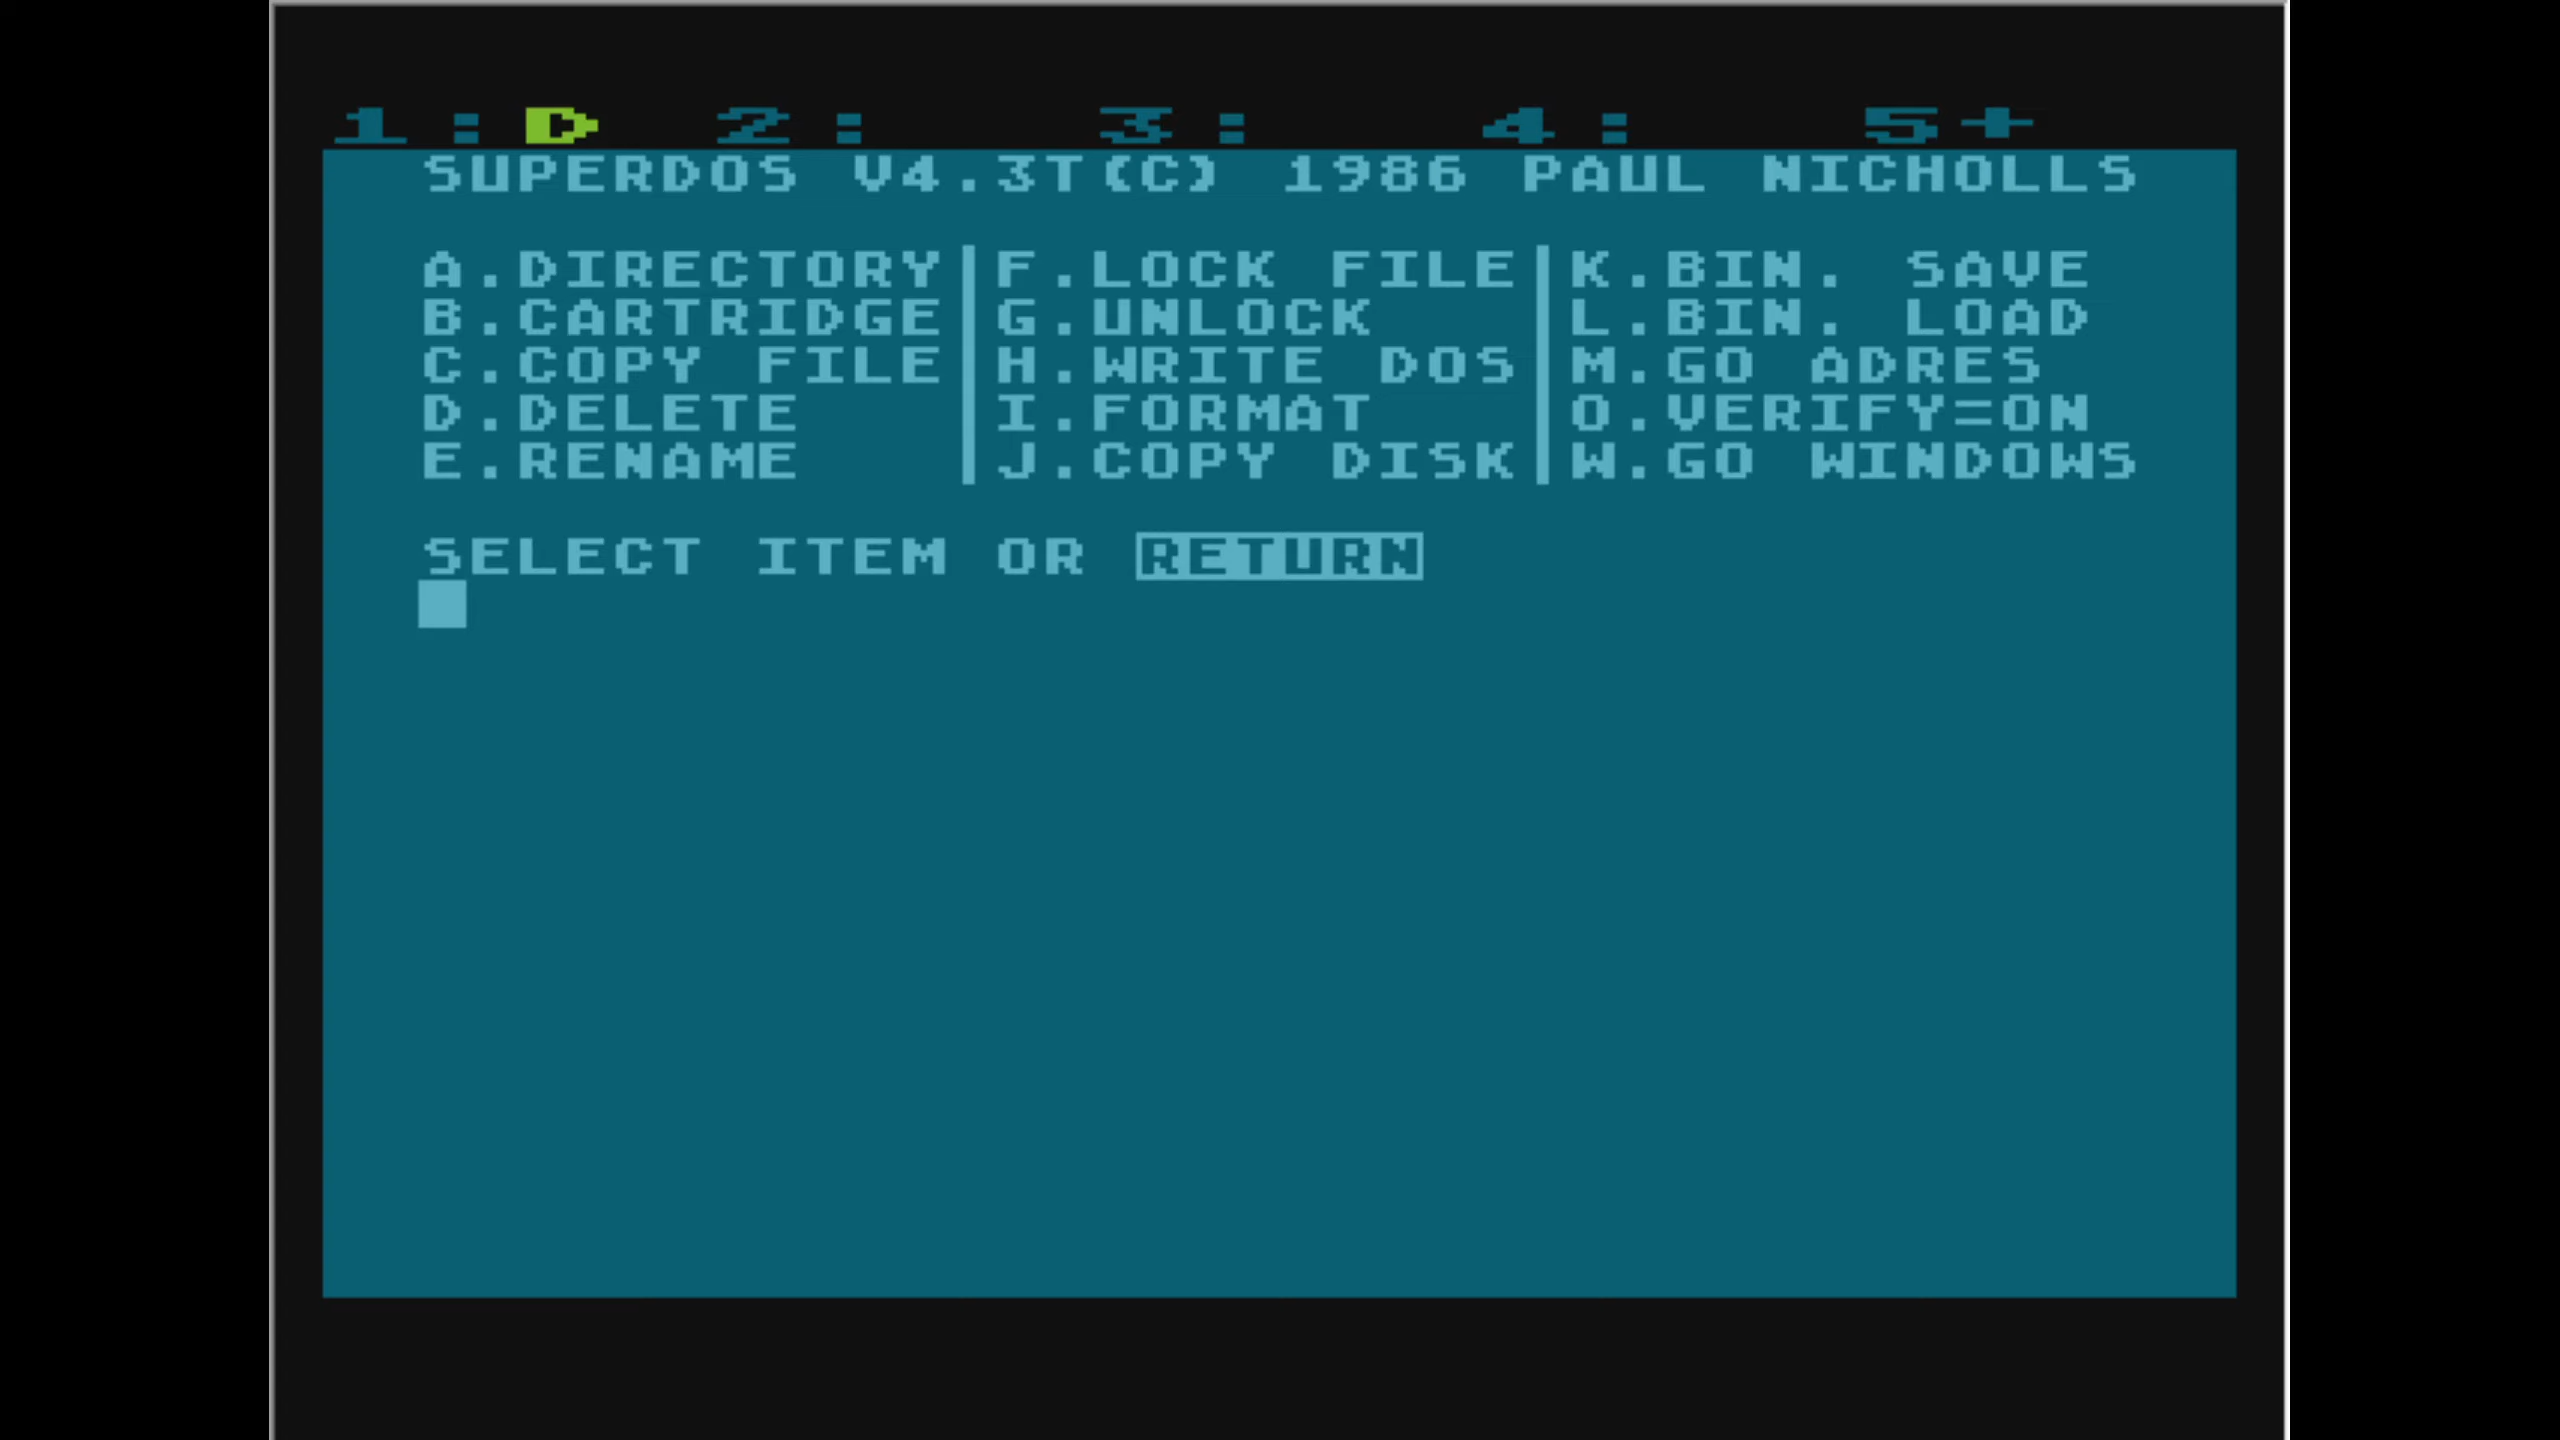 1:D 2: 3: 4: 5+
SUPERDOS V4.3T(C) 1986 PAUL NICHOLLS
A.DIRECTORY|F.LOCK FILE|K.BIN. SAVE
B.CARTRIDGE|G.UNLOCK |L.BIN. LOAD
C.COPY FILE|H.WRITE DOS|M.GO ADRES
D.DELETE |I.FORMAT |O.VERIFY=ON
E.RENAME |J.COPY DISK|W.GO WINDOWS
SELECT ITEM OR RETURN